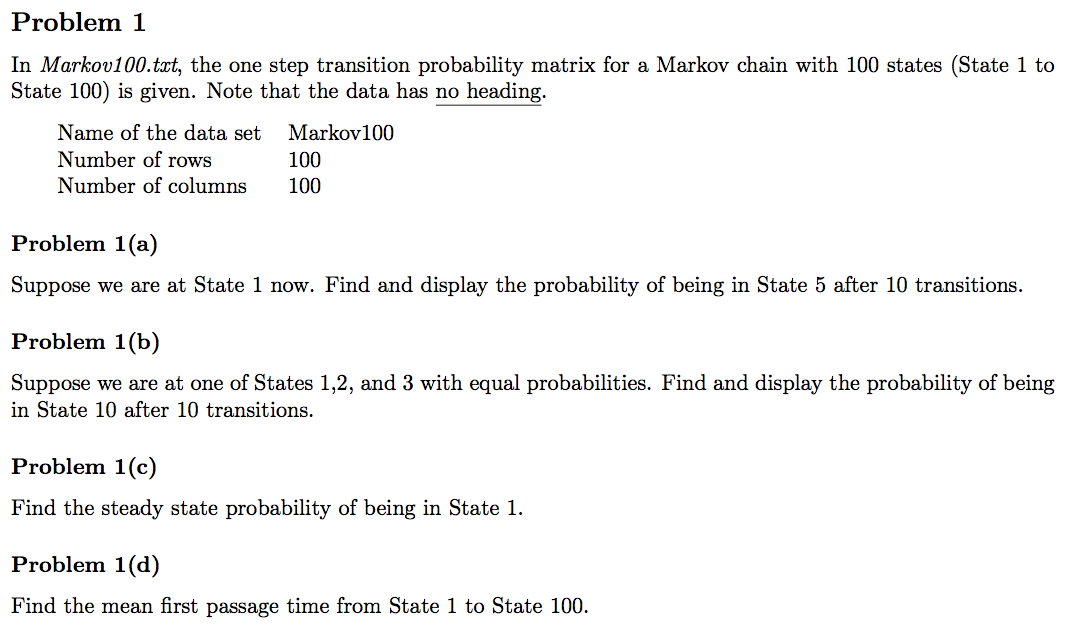 Problem 1
In Markov100.txt, the one step transition probability matrix for a Markov chain with 100 states (State 1 to
State 100) is given. Note that the data has no heading.
Name of the data set Markov100
Number of rows 100
Number of columns 100
Problem 1(a)
Suppose we are at State 1 now. Find and display the probability of being in State 5 after 10 transitions.
Problem 1(b)
Suppose we are at one of States 1,2, and 3 with equal probabilities. Find and display the probability of being
in State 10 after 10 transitions.
Problem 1(c)
Find the steady state probability of being in State 1.
Problem 1(d)
Find the mean first passage time from State 1 to State 100.